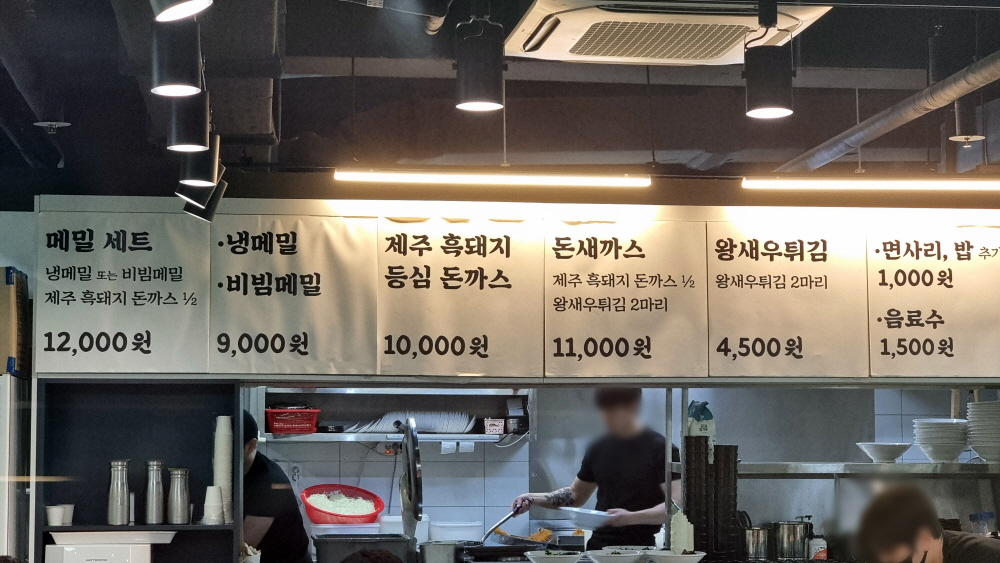 메밀 세트
냉메밀 또는 비빔메밀
제주 흑돼지 돈까스 ½
12,000원
·냉메밀
·비빔메밀
9,000원
제주 흑돼지
등심 돈까스
10,000원
돈새까스
제주 흑돼지 돈까스 ½
왕새우튀김 2마리
11,000원
왕새우튀김
왕새우튀김 2마리
4,500원
·면사리, 밥 추가
1,000원
·음료수
1,500원